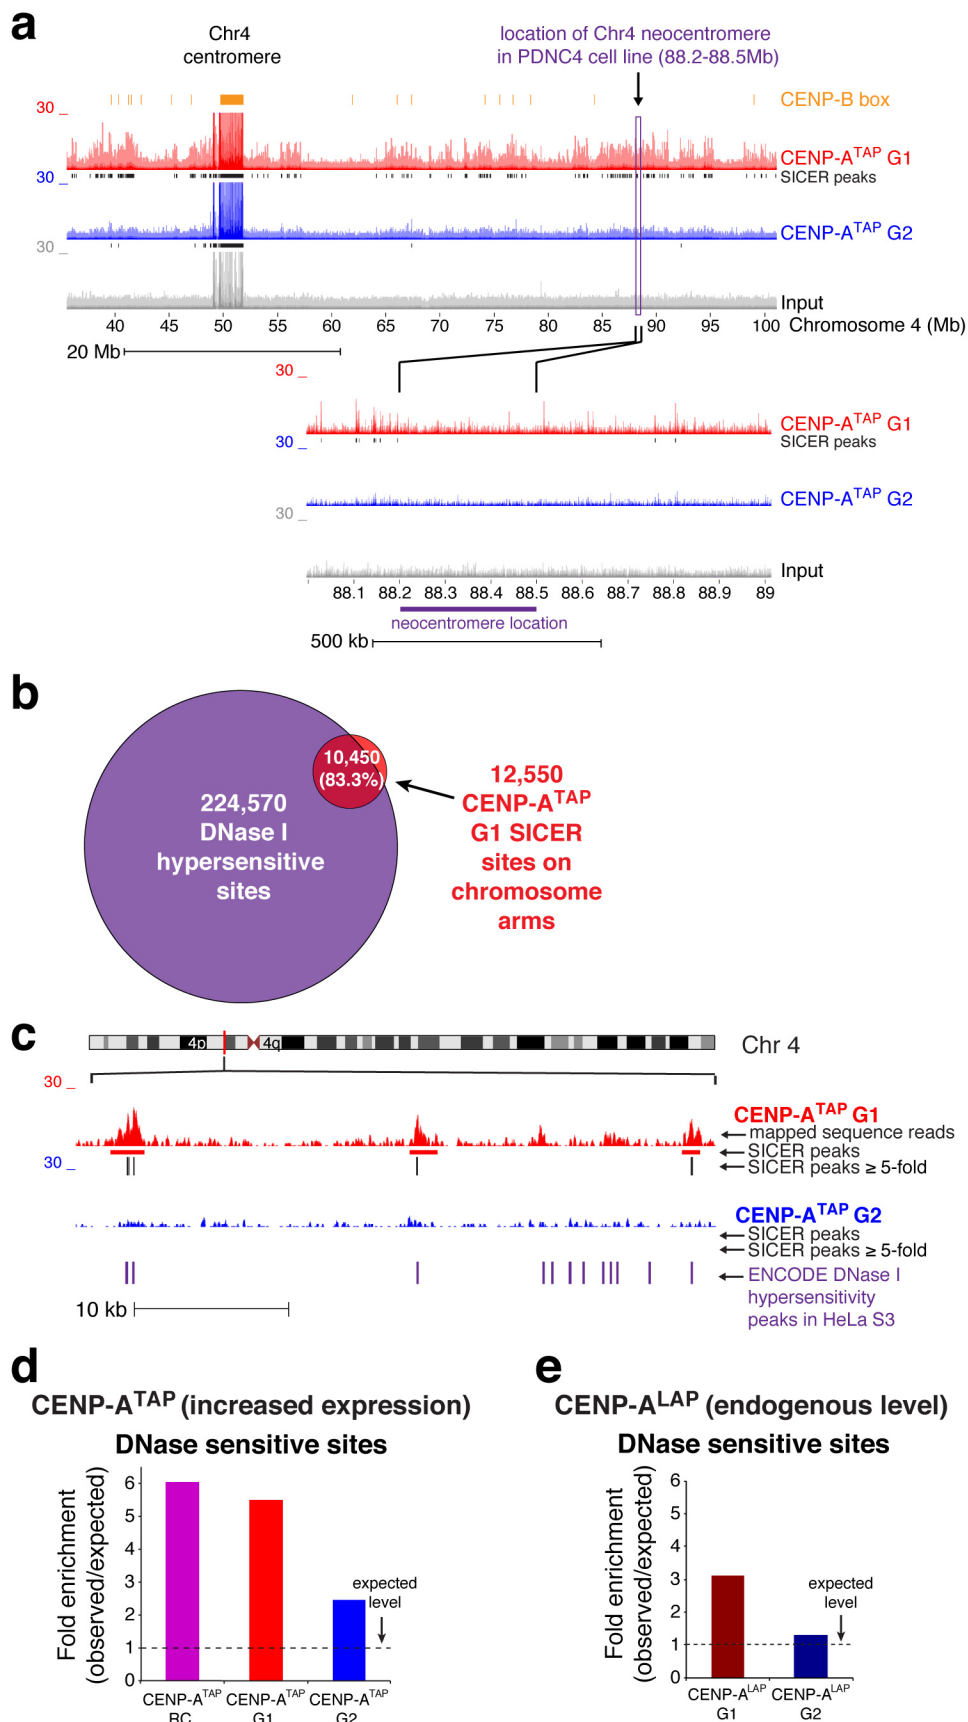 a
Chr4
centromere
location of Chr4 neocentromere
in PDNC4 cell line (88.2-88.5Mb)
CENP-B box
30 _
CENP-ATAP G1
SICER peaks
30 _
CENP-ATAP G2
30 _
Input
40 45 50 55 60 65 70 75 80 85 90 95 100 Chromosome 4 (Mb)
20 Mb
30 _
CENP-ATAP G1
SICER peaks
30 _
CENP-ATAP G2
30 _
Input
88.1 88.2 88.3 88.4 88.5 88.6 88.7 88.8 88.9 89
neocentromere location
500 kb
b
224,570
DNase I
hypersensitive
sites
10,450
(83.3%)
12,550
CENP-ATAP
G1 SICER
sites on
chromosome
arms
c
4p 4q
Chr 4
30 _
CENP-ATAP G1
mapped sequence reads
SICER peaks
SICER peaks ≥ 5-fold
30 _
CENP-ATAP G2
SICER peaks
SICER peaks ≥ 5-fold
ENCODE DNase I
hypersensitivity
peaks in HeLa S3
10 kb
d
CENP-ATAP (increased expression)
DNase sensitive sites
Fold enrichment
(observed/expected)
6
5
4
3
2
1
0
expected
level
CENP-ATAP CENP-ATAP CENP-ATAP
RC G1 G2
e
CENP-ALAP (endogenous level)
DNase sensitive sites
Fold enrichment
(observed/expected)
6
5
4
3
2
1
0
expected
level
CENP-ALAP CENP-ALAP
G1 G2